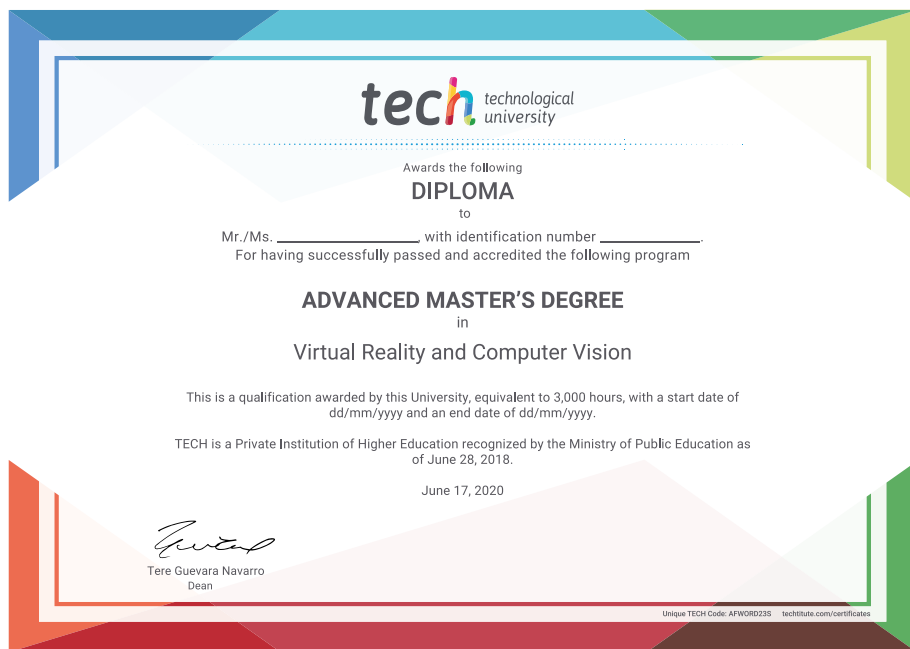 tech technological
university
Awards the following
DIPLOMA
to
Mr./Ms. ____________________, with identification number ______________.
For having successfully passed and accredited the following program
ADVANCED MASTER'S DEGREE
in
Virtual Reality and Computer Vision
This is a qualification awarded by this University, equivalent to 3,000 hours, with a start date of
dd/mm/yyyy and an end date of dd/mm/yyyy.
TECH is a Private Institution of Higher Education recognized by the Ministry of Public Education as
of June 28, 2018.
June 17, 2020
Tere Guevara Navarro
Dean
Unique TECH Code: AFWORD23S techtitute.com/certificates